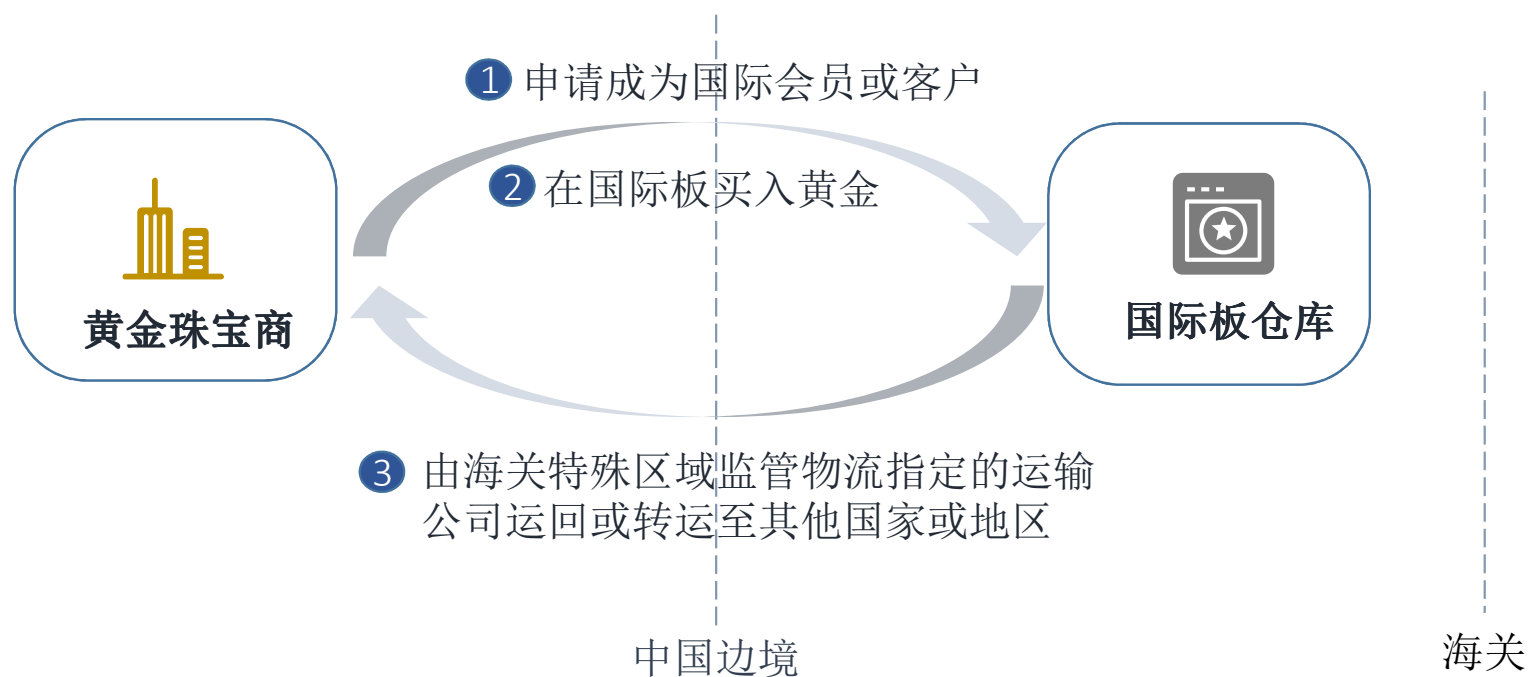 1 申请成为国际会员或客户
2 在国际板买入黄金
黄金珠宝商
国际板仓库
3 由海关特殊区域监管物流指定的运输
公司运回或转运至其他国家或地区
中国边境
海关